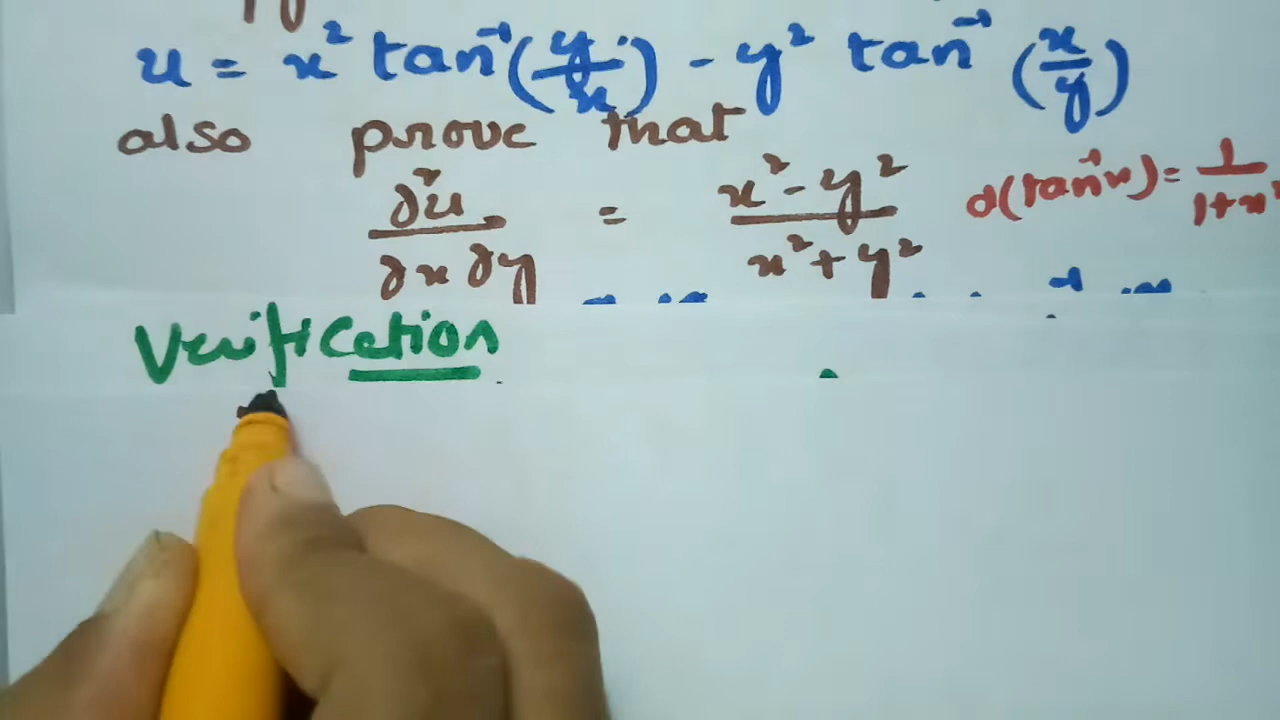 u = x² tan⁻¹(y/x) - y² tan⁻¹(x/y)
also prove that
∂²u/∂x∂y = x²-y²/x²+y²
d(tan⁻¹x) = 1/1+x²
Verification